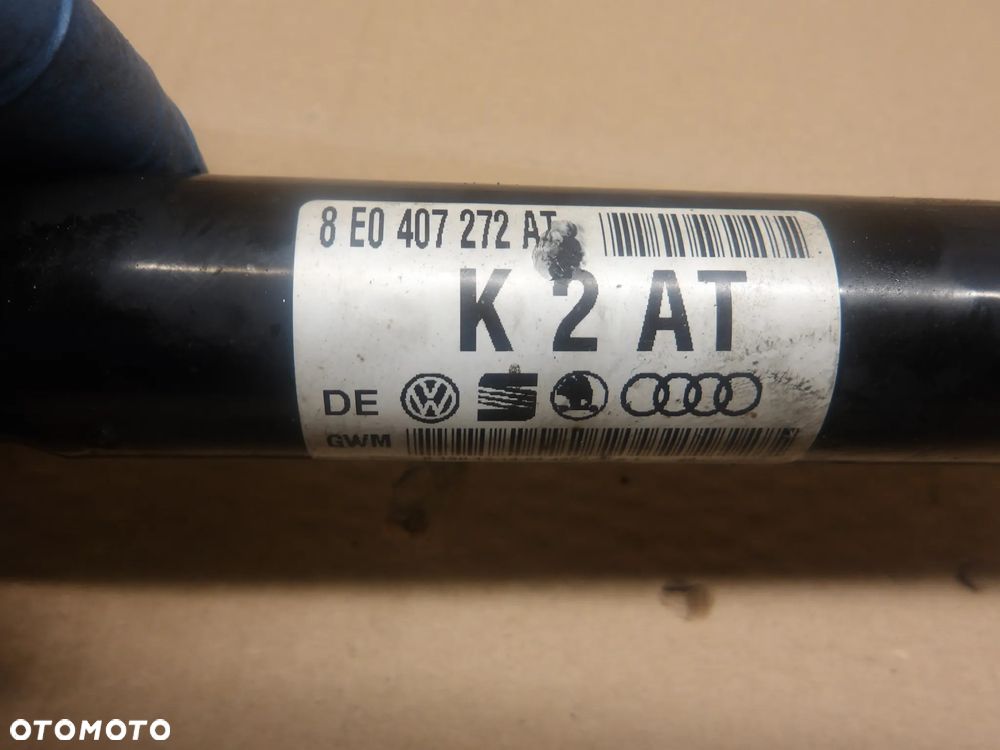 8 E0 407 272 AT
K 2 AT
DE
GWM
OTOMOTO